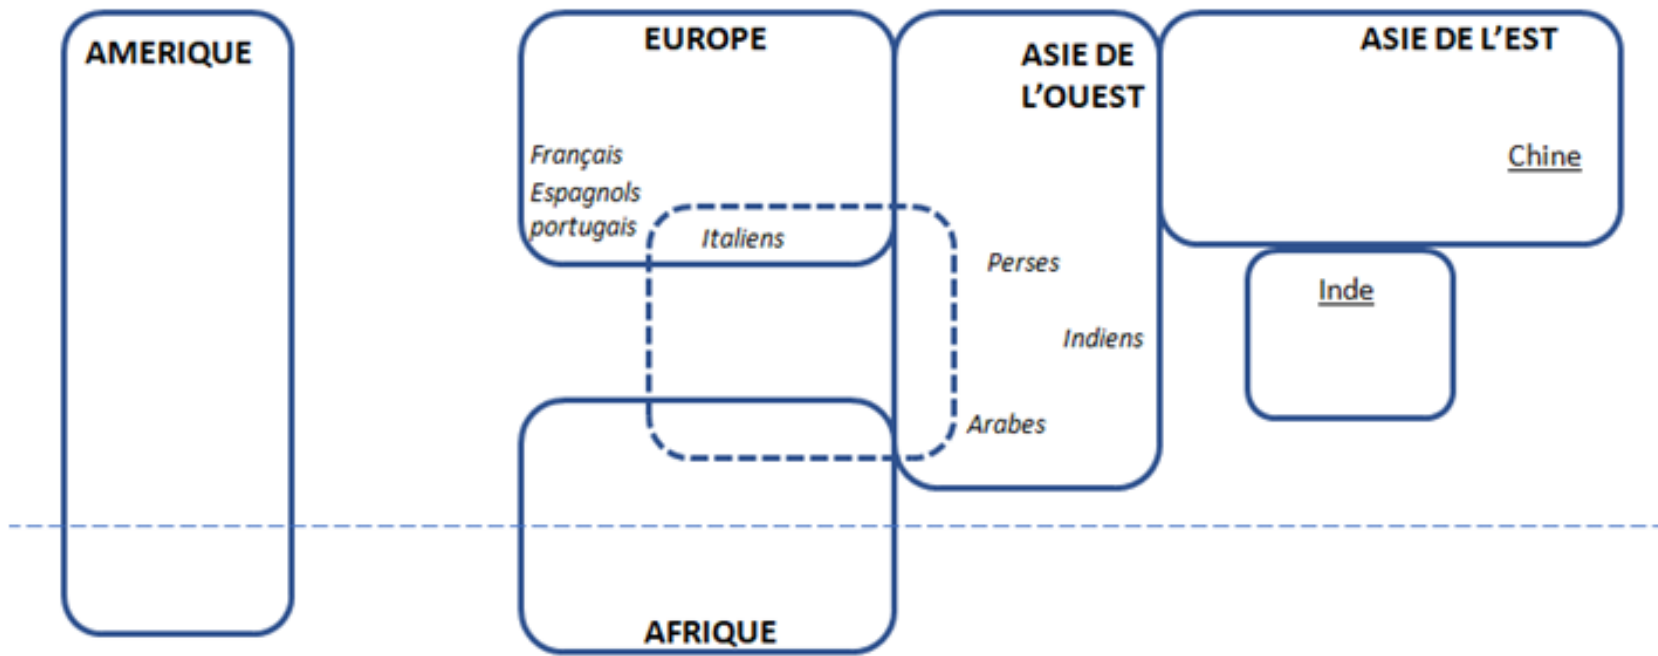 AMERIQUE
EUROPE
Français
Espagnols
portugais
Italiens
ASIE DE
L’OUEST
Perses
Indiens
Arabes
ASIE DE L’EST
Chine
Inde
AFRIQUE